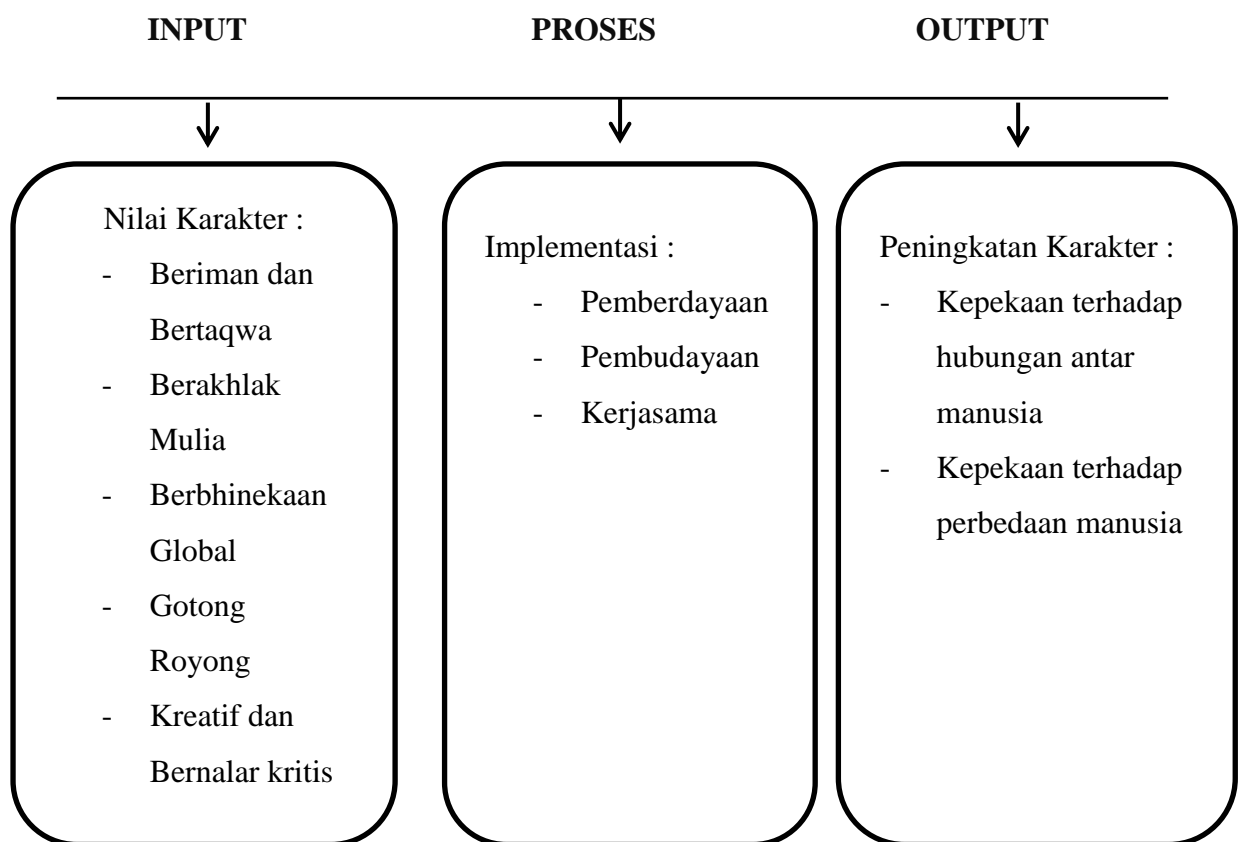 INPUT PROSES OUTPUT
Nilai Karakter :
- Beriman dan
Bertaqwa
- Berakhlak
Mulia
- Berbhinekaan
Global
- Gotong
Royong
- Kreatif dan
Bernalar kritis
Implementasi :
- Pemberdayaan
- Pembudayaan
- Kerjasama
Peningkatan Karakter :
- Kepekaan terhadap
hubungan antar
manusia
- Kepekaan terhadap
perbedaan manusia